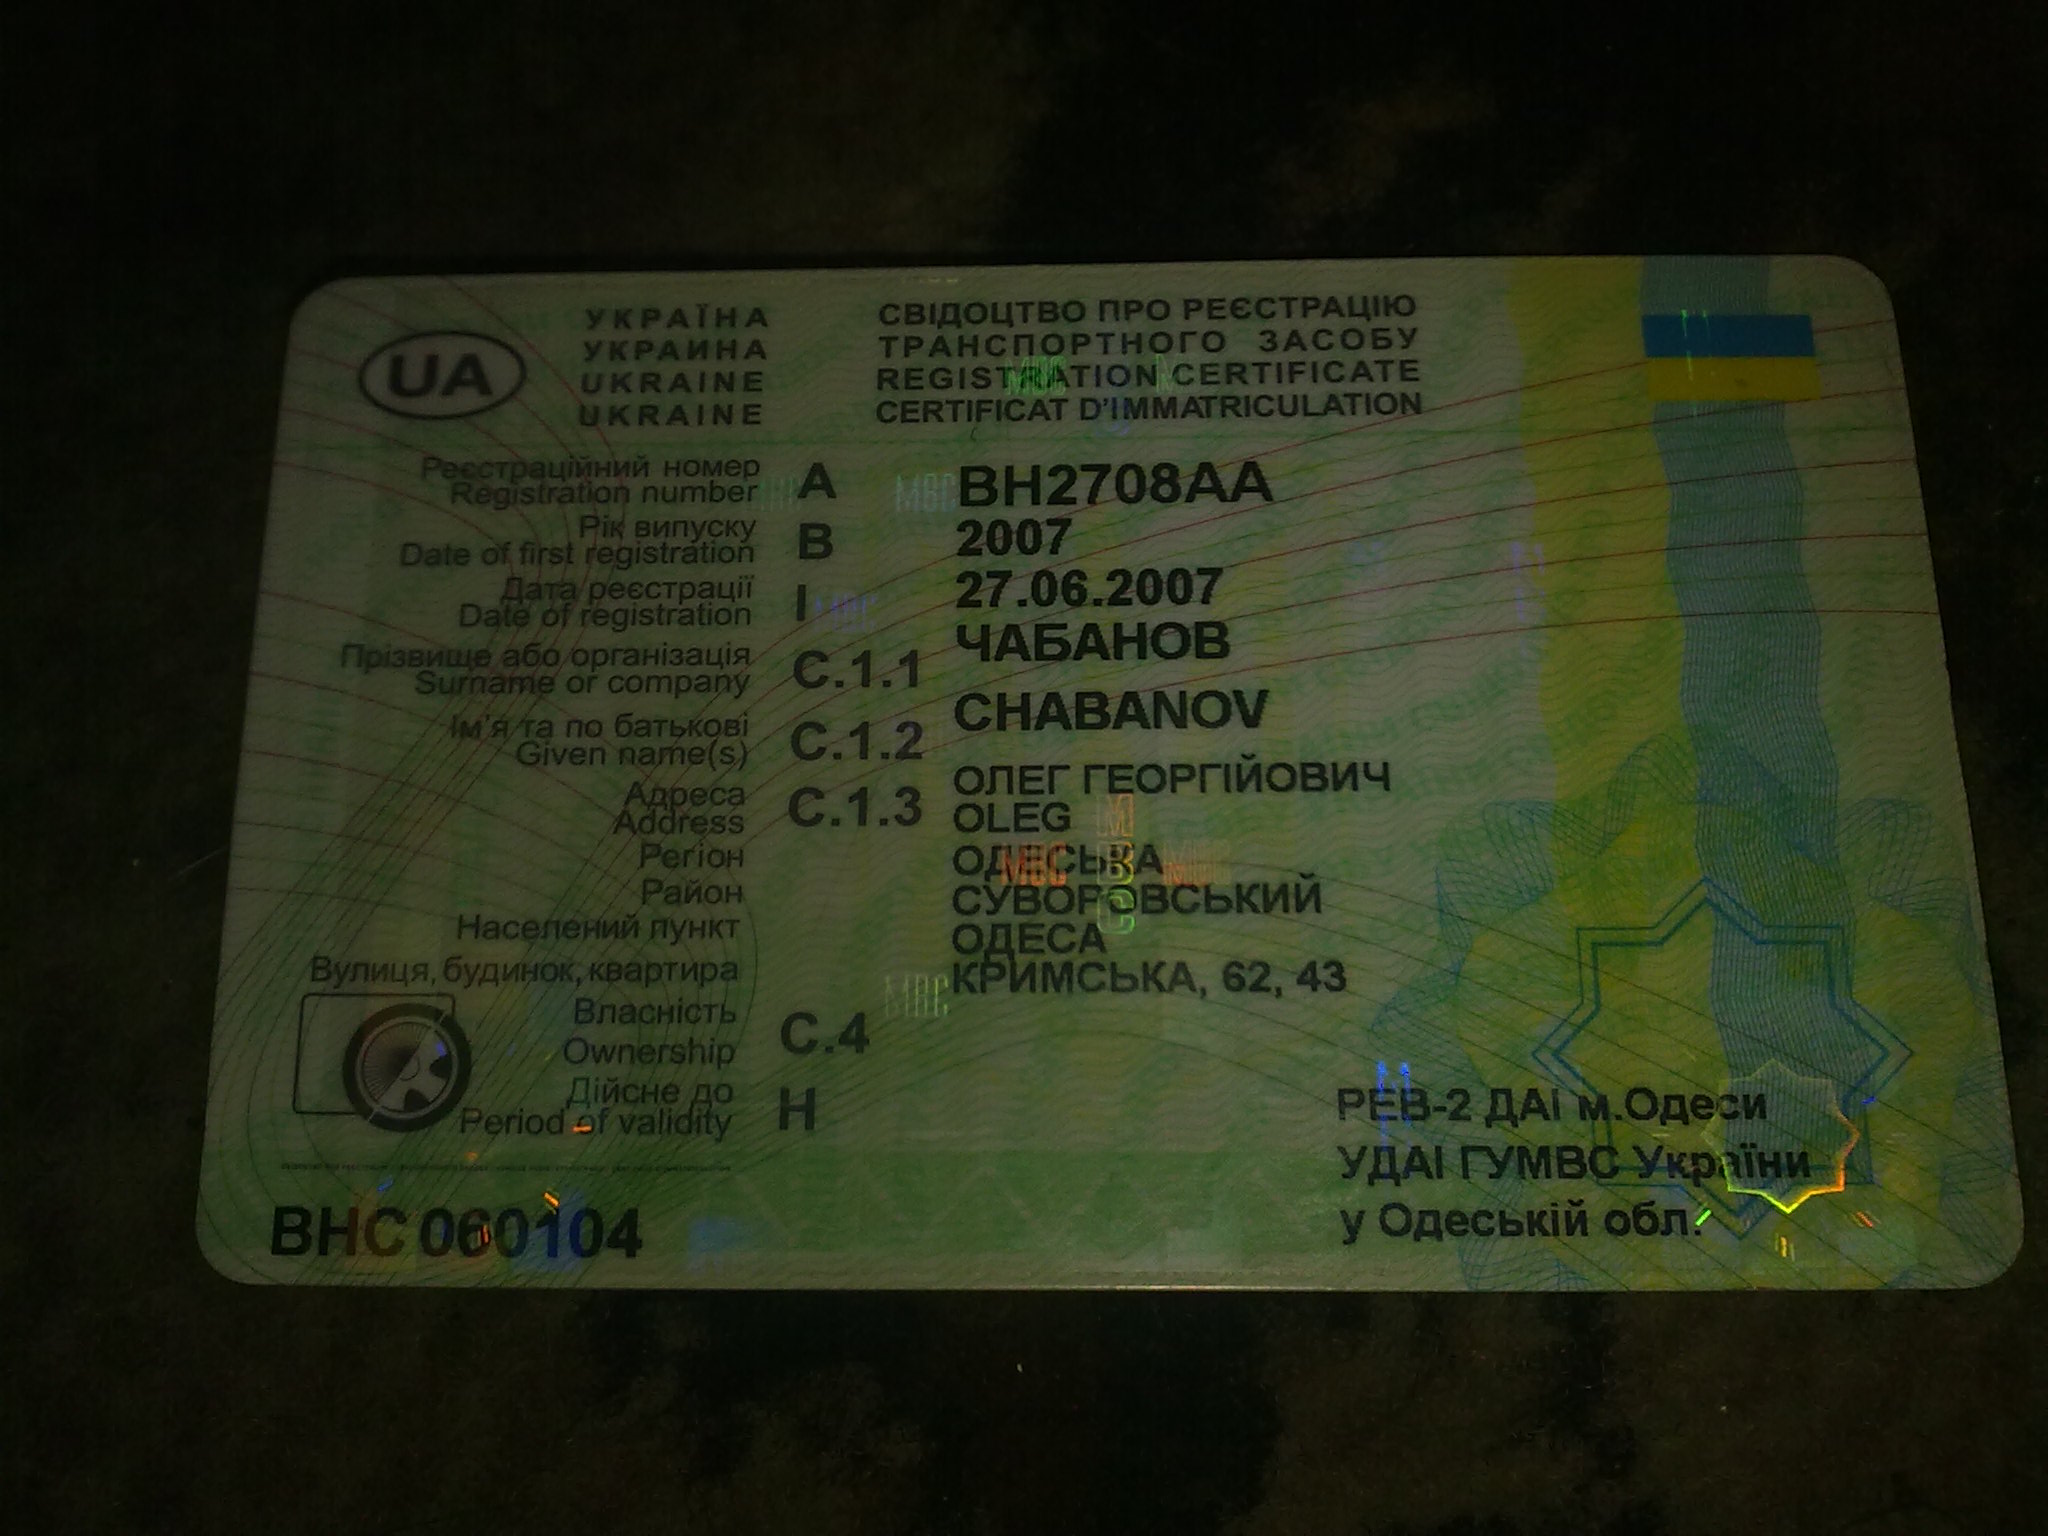 UA
УКРАЇНА
УКРАИНА
UKRAINE
UKRAINE
СВІДОЦТВО ПРО РЕЄСТРАЦІЮ
ТРАНСПОРТНОГО ЗАСОБУ
REGISTRATION CERTIFICATE
CERTIFICAT D'IMMATRICULATION
Реєстраційний номер
Registration number A BH2708AA
Рік випуску
Date of first registration B 2007
Дата реєстрації
Date of registration I 27.06.2007
Прізвище або організація
Surname or company C.1.1 ЧАБАНОВ
CHABANOV
Ім'я та по батькові
Given name(s) C.1.2 ОЛЕГ ГЕОРГІЙОВИЧ
OLEG
Адреса
Address C.1.3
Регіон ОДЕСЬКА
Район СУВОРОВСЬКИЙ
Населений пункт ОДЕСА
Вулиця, будинок, квартира КРИМСЬКА, 62, 43
Власність
Ownership C.4
Дійсне до
Period of validity H
РЕВ-2 ДАІ м.Одеси
УДАІ ГУМВС України
у Одеській обл.
ВНС 060104